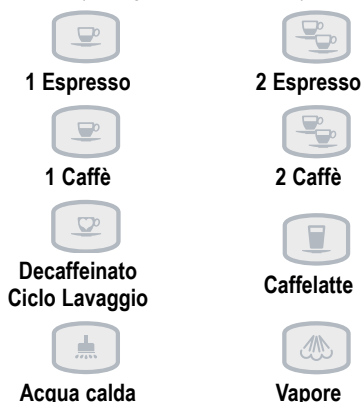 1 Espresso
2 Espresso
1 Caffè
2 Caffè
Decaffeinato
Ciclo Lavaggio
Caffelatte
Acqua calda
Vapore